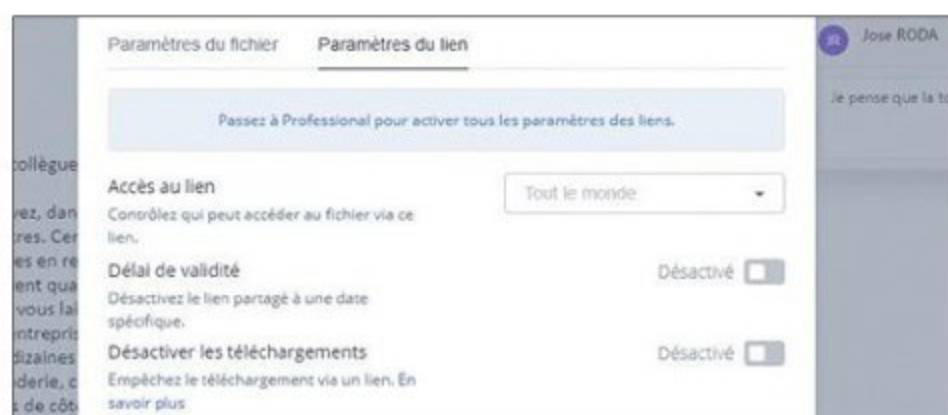 Paramètres du fichier Paramètres du lien
Jose RODA
Passez à Professional pour activer tous les paramètres des liens.
Je pense que la to
collègue
Accès au lien
Tout le monde
Contrôlez qui peut accéder au fichier via ce
lien.
vez, dan
tres. Cer
es en re
Délai de validité
Désactivé
ent qua
Désactivez le lien partagé à une date
spécifique.
vous lai
entrepris
Désactiver les téléchargements
Désactivé
dizaines
Empêchez le téléchargement via un lien. En
savoir plus
derie, c
s de côt